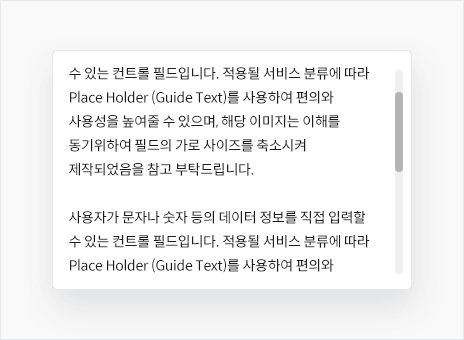 수 있는 컨트롤 필드입니다. 적용될 서비스 분류에 따라
Place Holder (Guide Text)를 사용하여 편의와
사용성을 높여줄 수 있으며, 해당 이미지는 이해를
동기위하여 필드의 가로 사이즈를 축소시켜
제작되었음을 참고 부탁드립니다.
사용자가 문자나 숫자 등의 데이터 정보를 직접 입력할
수 있는 컨트롤 필드입니다. 적용될 서비스 분류에 따라
Place Holder (Guide Text)를 사용하여 편의와